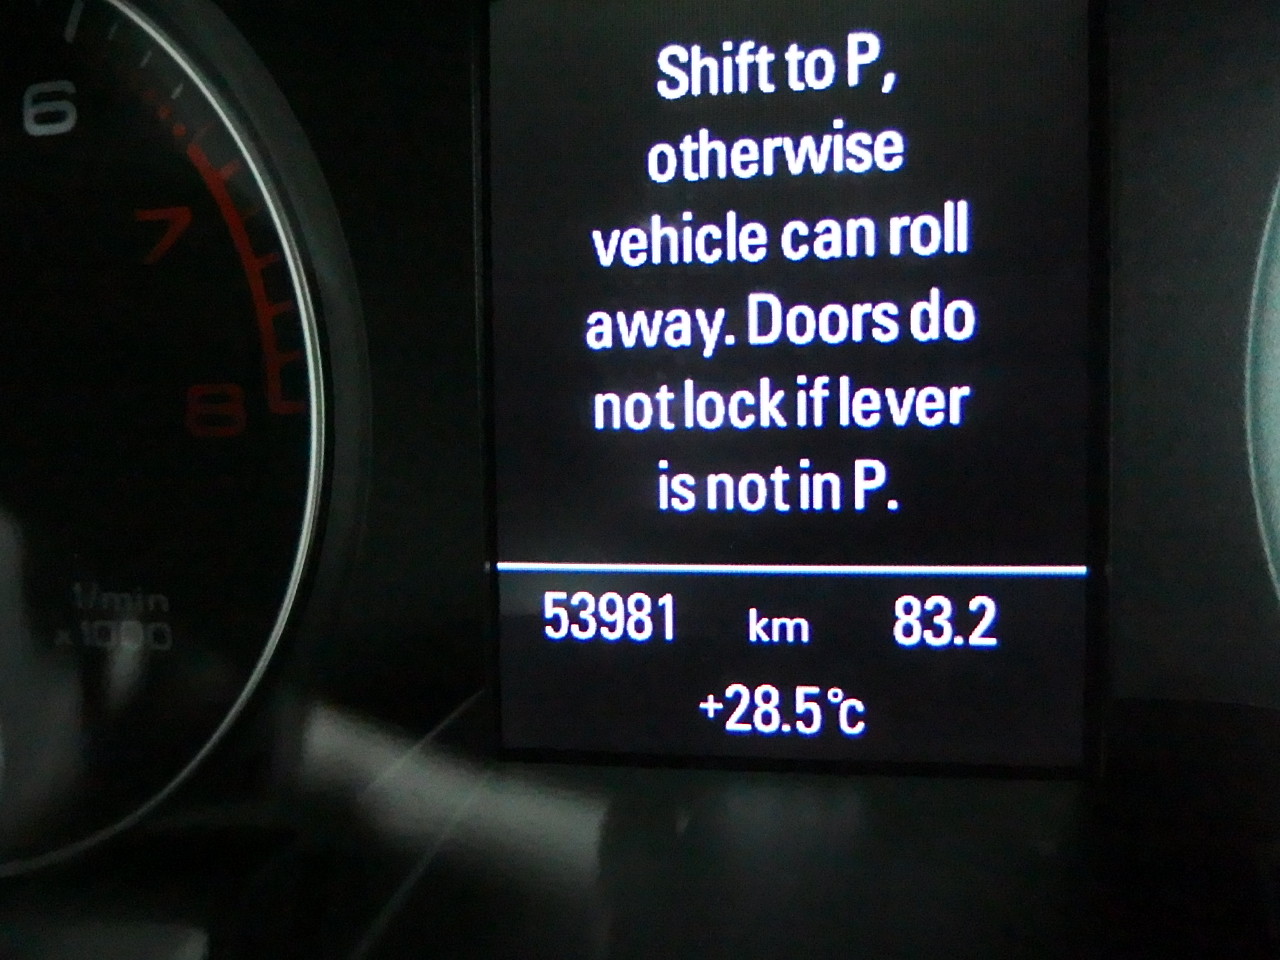 6
7
8
1/min
x1000
Shift to P,
otherwise
vehicle can roll
away. Doors do
not lock if lever
is not in P.
53981 km 83.2
+28.5°C